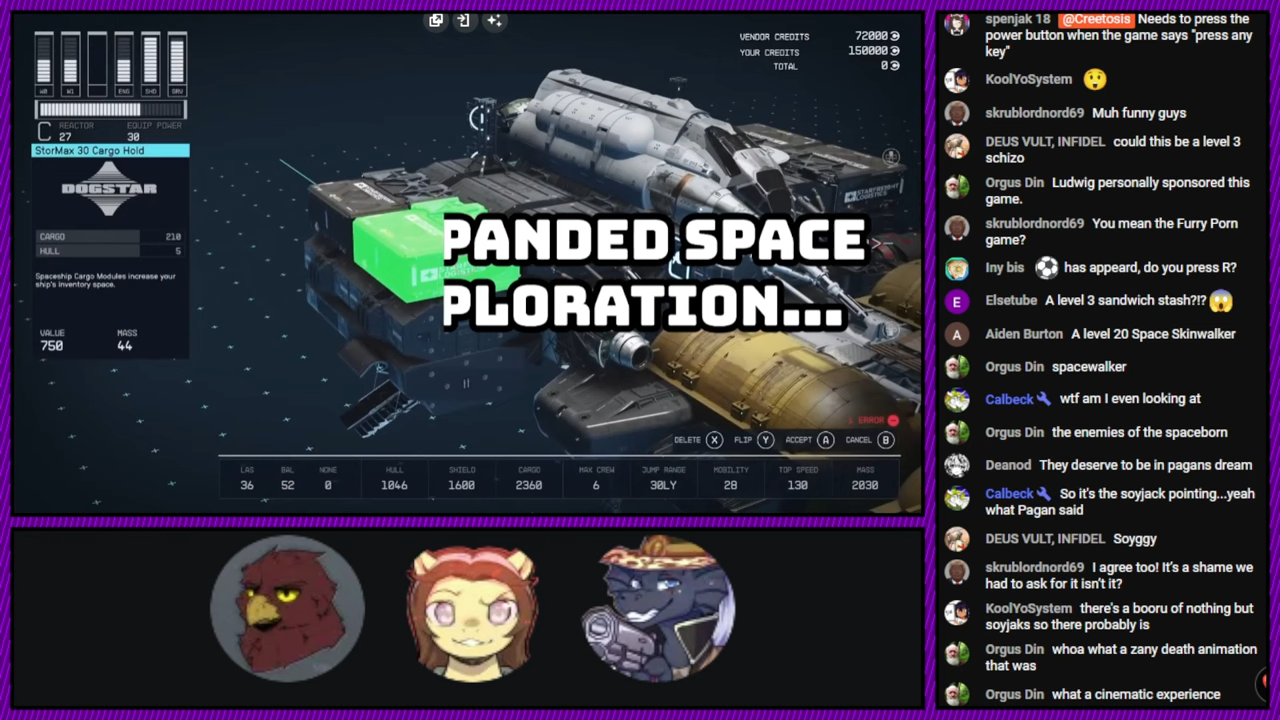 VENDOR CREDITS 72000
YOUR CREDITS 150000
TOTAL 0
W0 W1 ENG SHD GRV
C REACTOR 27 EQUIP POWER 30
StorMax 30 Cargo Hold
DOGSTAR
CARGO 210
HULL 5
Spaceship Cargo Modules increase your
ship's inventory space.
VALUE MASS
750 44
STARFREIGHT
LOGISTICS
PANDED SPACE
PLORATION...
ERROR
DELETE X FLIP Y ACCEPT A CANCEL B
LAS BAL NONE HULL SHIELD CARGO MAX CREW JUMP RANGE MOBILITY TOP SPEED MASS
36 52 0 1046 1600 2360 6 30LY 28 130 2030
spenjak 18 @Creetosis Needs to press the
power button when the game says "press any
key"
KoolYoSystem 😲
skrublordnord69 Muh funny guys
DEUS VULT, INFIDEL could this be a level 3
schizo
Orgus Din Ludwig personally sponsored this
game.
skrublordnord69 You mean the Furry Porn
game?
Iny bis ⚽ has appeard, do you press R?
E Elsetube A level 3 sandwich stash?!? 😱
A Aiden Burton A level 20 Space Skinwalker
Orgus Din spacewalker
Calbeck wtf am I even looking at
Orgus Din the enemies of the spaceborn
Deanod They deserve to be in pagans dream
Calbeck So it's the soyjack pointing...yeah
what Pagan said
DEUS VULT, INFIDEL Soyggy
skrublordnord69 I agree too! It's a shame we
had to ask for it isn't it?
KoolYoSystem there's a booru of nothing but
soyjaks so there probably is
Orgus Din whoa what a zany death animation
that was
Orgus Din what a cinematic experience